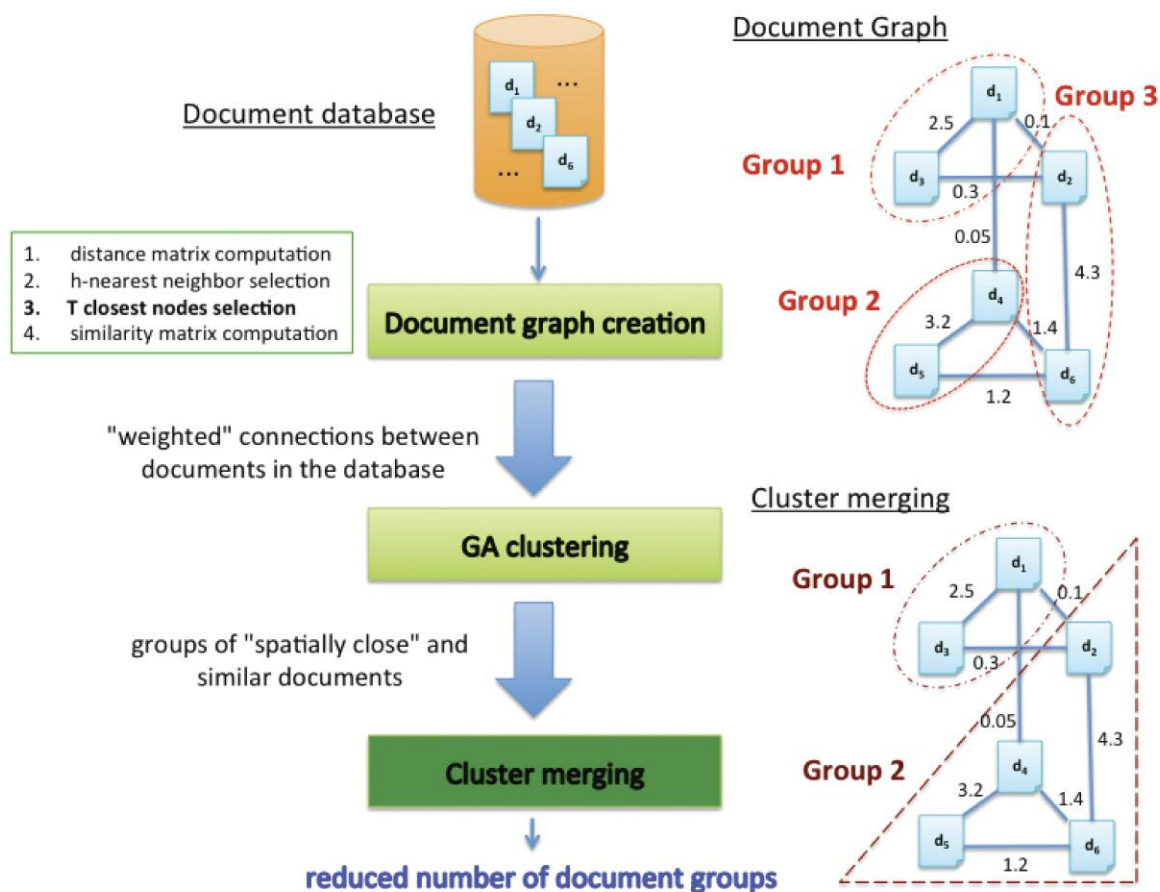 Document database
d1
...
d2
...
d6
1. distance matrix computation
2. h-nearest neighbor selection
3. T closest nodes selection
4. similarity matrix computation
Document graph creation
"weighted" connections between
documents in the database
GA clustering
groups of "spatially close" and
similar documents
Cluster merging
reduced number of document groups
Document Graph
d1
Group 3
2.5
0.1
Group 1
d3
d2
0.3
0.05
4.3
Group 2
d4
3.2
1.4
d5
d6
1.2
Cluster merging
d1
Group 1
2.5
0.1
d3
d2
0.3
0.05
4.3
Group 2
d4
3.2
1.4
d5
d6
1.2